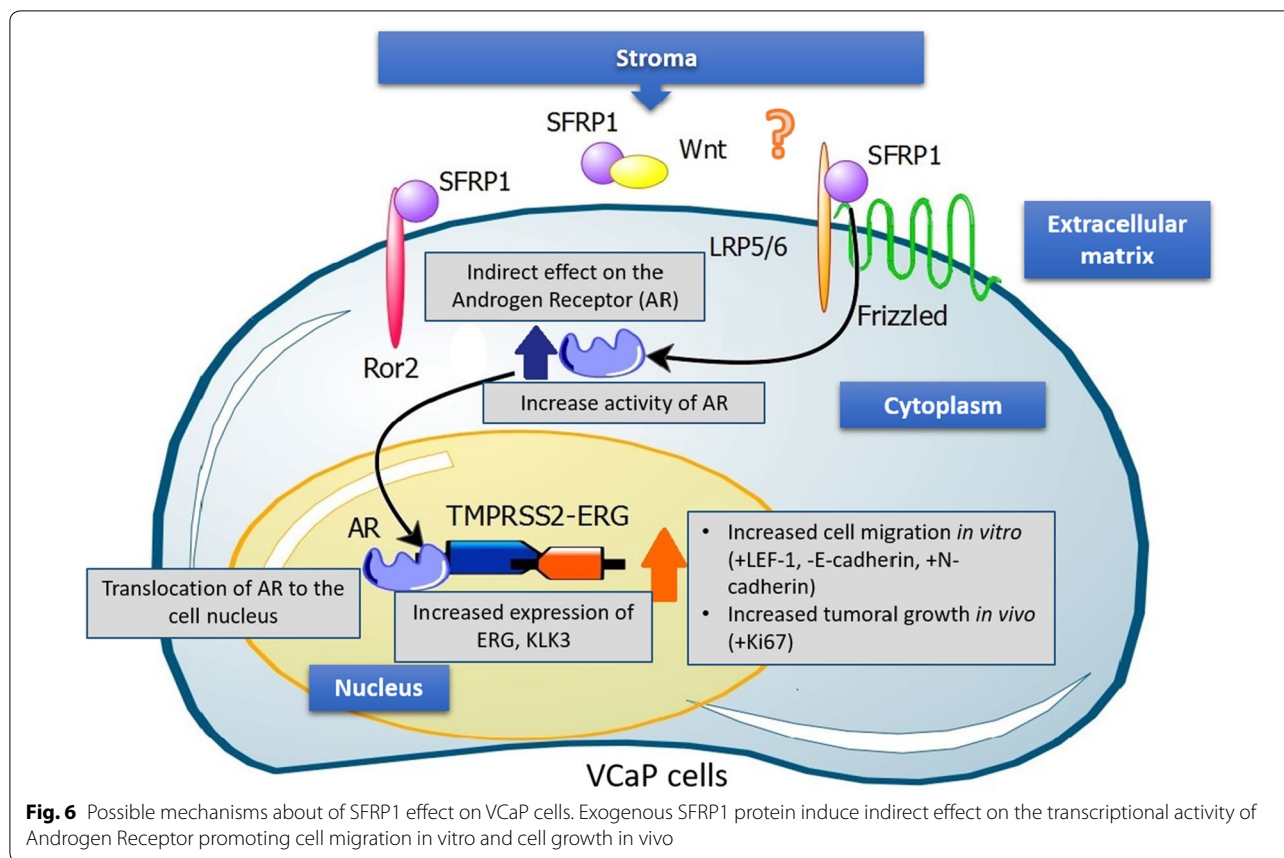 Stroma
SFRP1
Wnt
?
SFRP1
SFRP1
Extracellular
matrix
LRP5/6
Indirect effect on the
Androgen Receptor (AR)
Frizzled
Ror2
Increase activity of AR
Cytoplasm
AR
TMPRSS2-ERG
• Increased cell migration in vitro
(+LEF-1, -E-cadherin, +N-
cadherin)
• Increased tumoral growth in vivo
(+Ki67)
Translocation of AR to the
cell nucleus
Increased expression of
ERG, KLK3
Nucleus
VCaP cells
Fig. 6 Possible mechanisms about of SFRP1 effect on VCaP cells. Exogenous SFRP1 protein induce indirect effect on the transcriptional activity of
Androgen Receptor promoting cell migration in vitro and cell growth in vivo